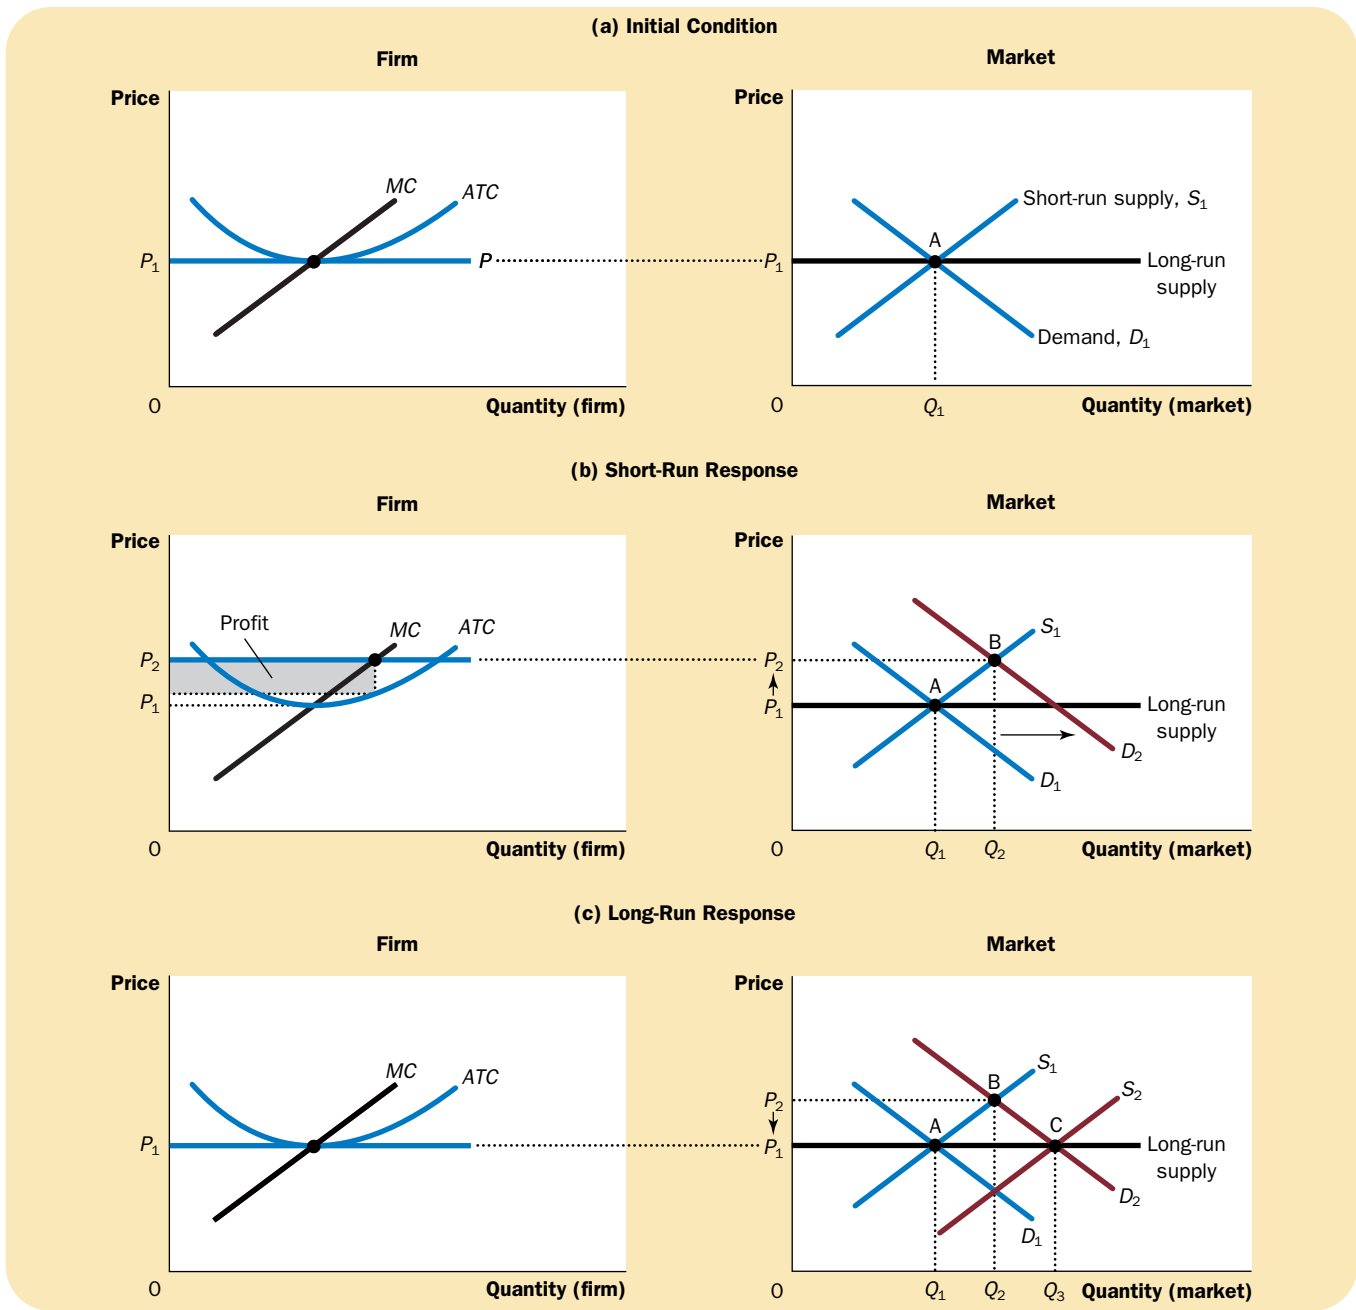 (a) Initial Condition
Firm
Market
Price
Price
MC
ATC
P1
P
Short-run supply, S1
A
P1
Long-run
supply
Demand, D1
0
Quantity (firm)
0
Q1
Quantity (market)
(b) Short-Run Response
Firm
Market
Price
Price
Profit
MC
ATC
P2
P1
S1
B
P2
A
P1
Long-run
supply
D2
D1
0
Quantity (firm)
0
Q1
Q2
Quantity (market)
(c) Long-Run Response
Firm
Market
Price
Price
MC
ATC
P1
S1
B
S2
P2
A
C
P1
Long-run
supply
D2
D1
0
Quantity (firm)
0
Q1
Q2
Q3
Quantity (market)